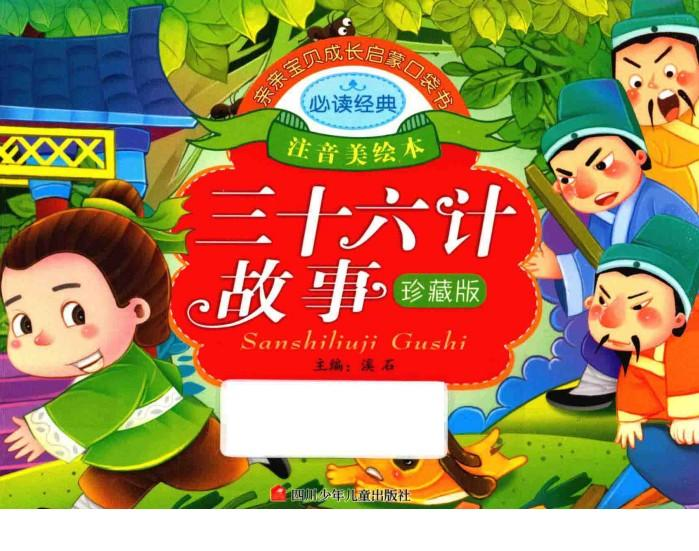 亲亲宝贝成长启蒙口袋书
必读经典
注音美绘本
三十六计
故事 珍藏版
Sanshiliuji Gushi
主编：溪石
四川少年儿童出版社